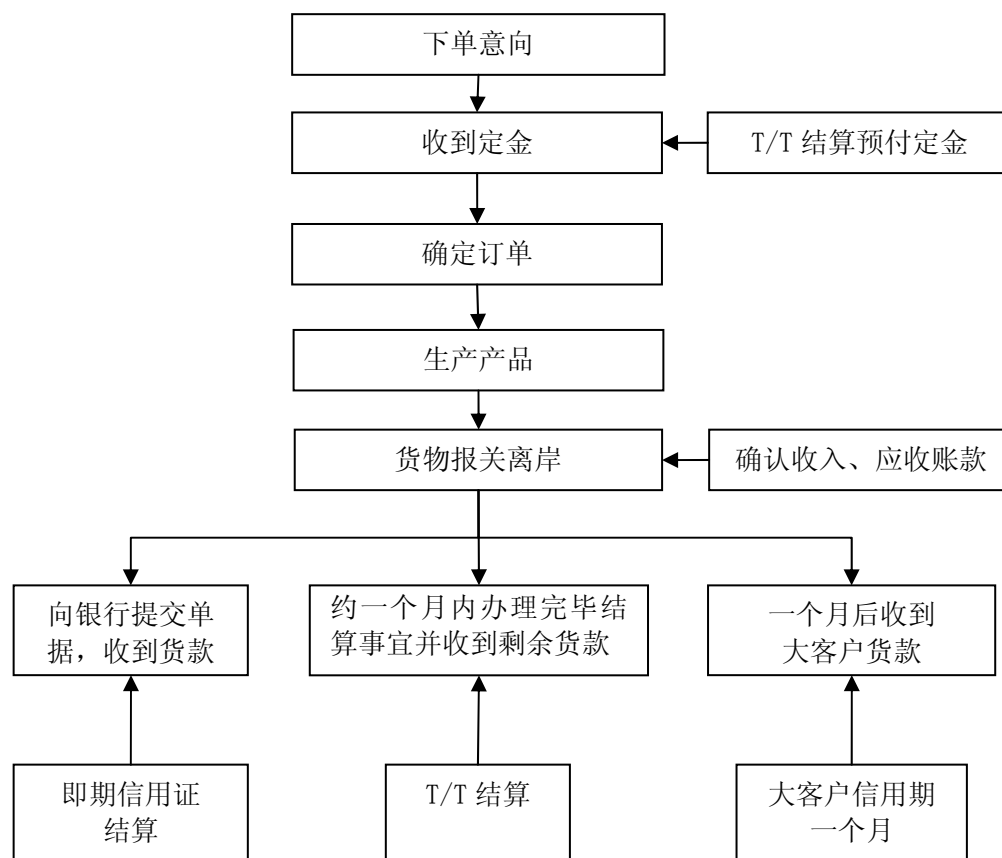 下单意向
收到定金
T/T 结算预付定金
确定订单
生产产品
货物报关离岸
确认收入、应收账款
向银行提交单
据，收到货款
约一个月内办理完毕结
算事宜并收到剩余货款
一个月后收到
大客户货款
即期信用证
结算
T/T 结算
大客户信用期
一个月